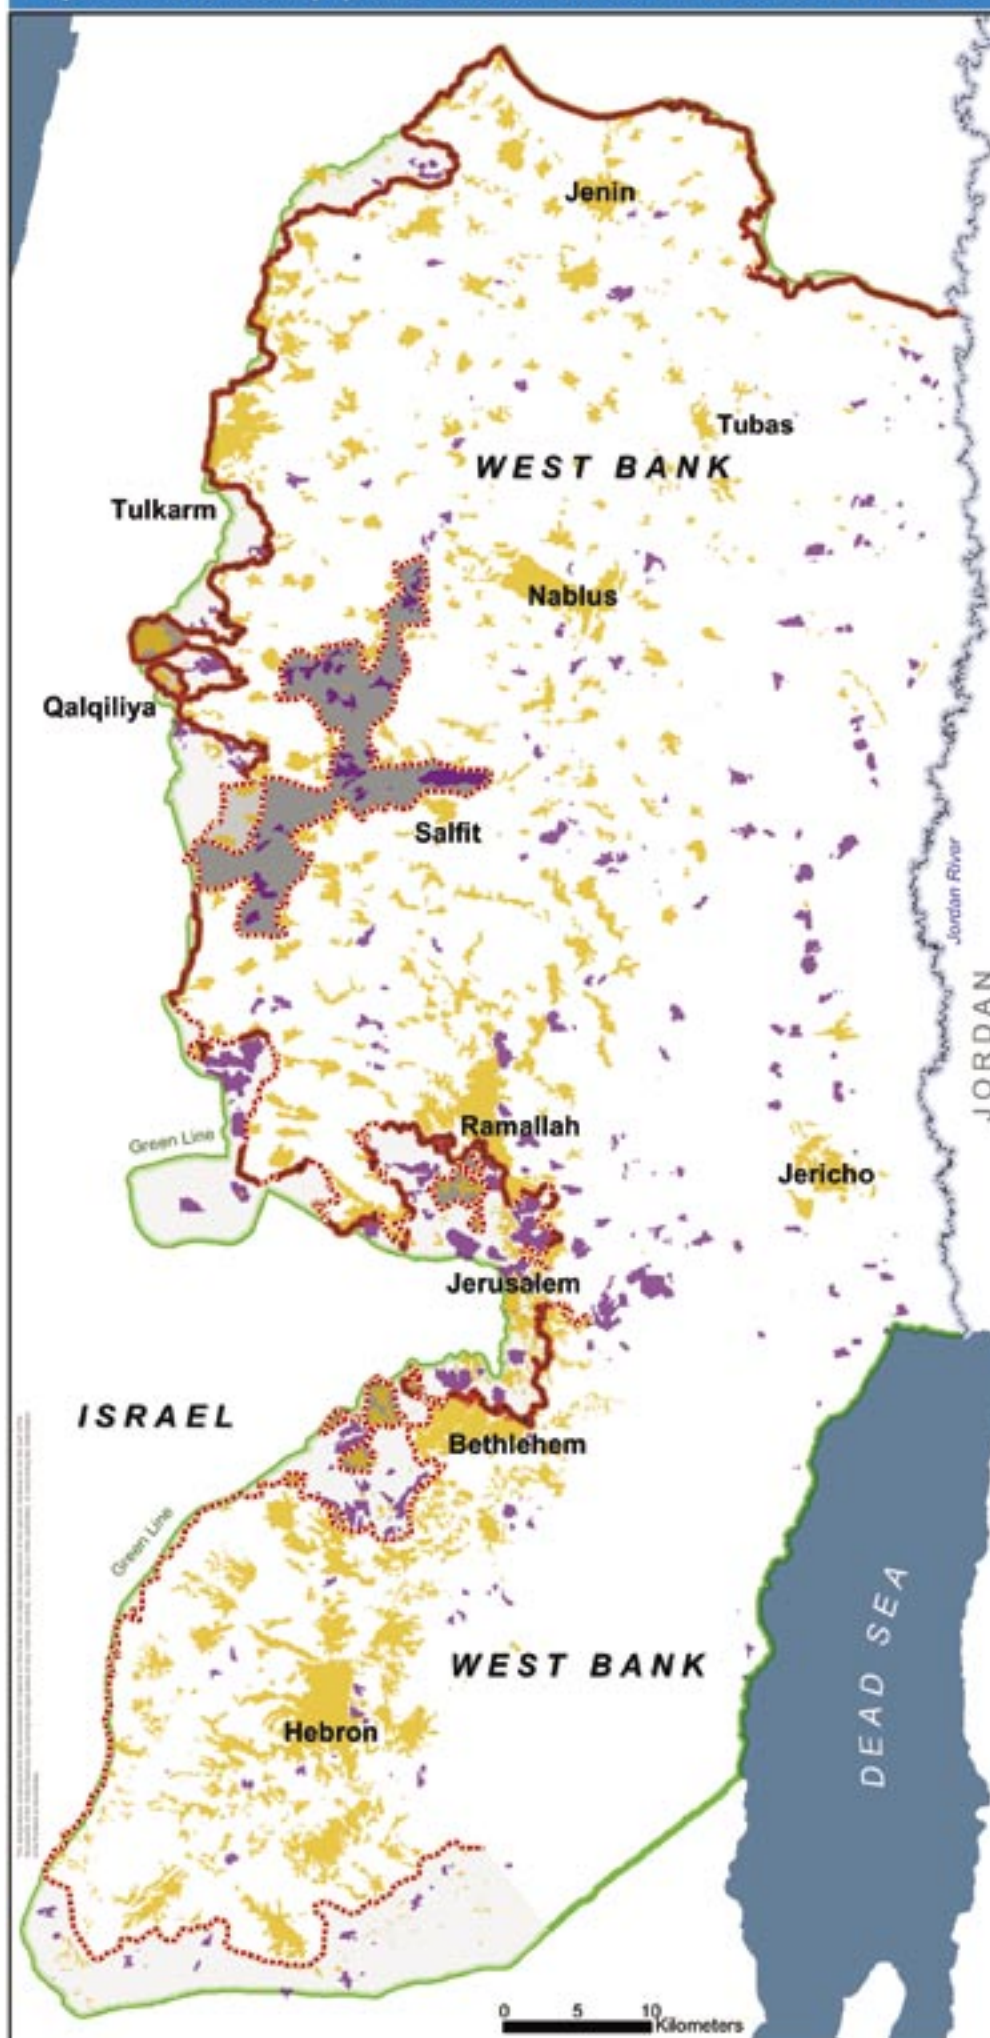 Jenin
Tubas
WEST BANK
Tulkarm
Nablus
Qalqiliya
Salfit
Jordan River
JORDAN
Ramallah
Green Line
Jericho
Jerusalem
ISRAEL
Bethlehem
Green Line
WEST BANK
DEAD SEA
Hebron
0 5 10
Kilometers